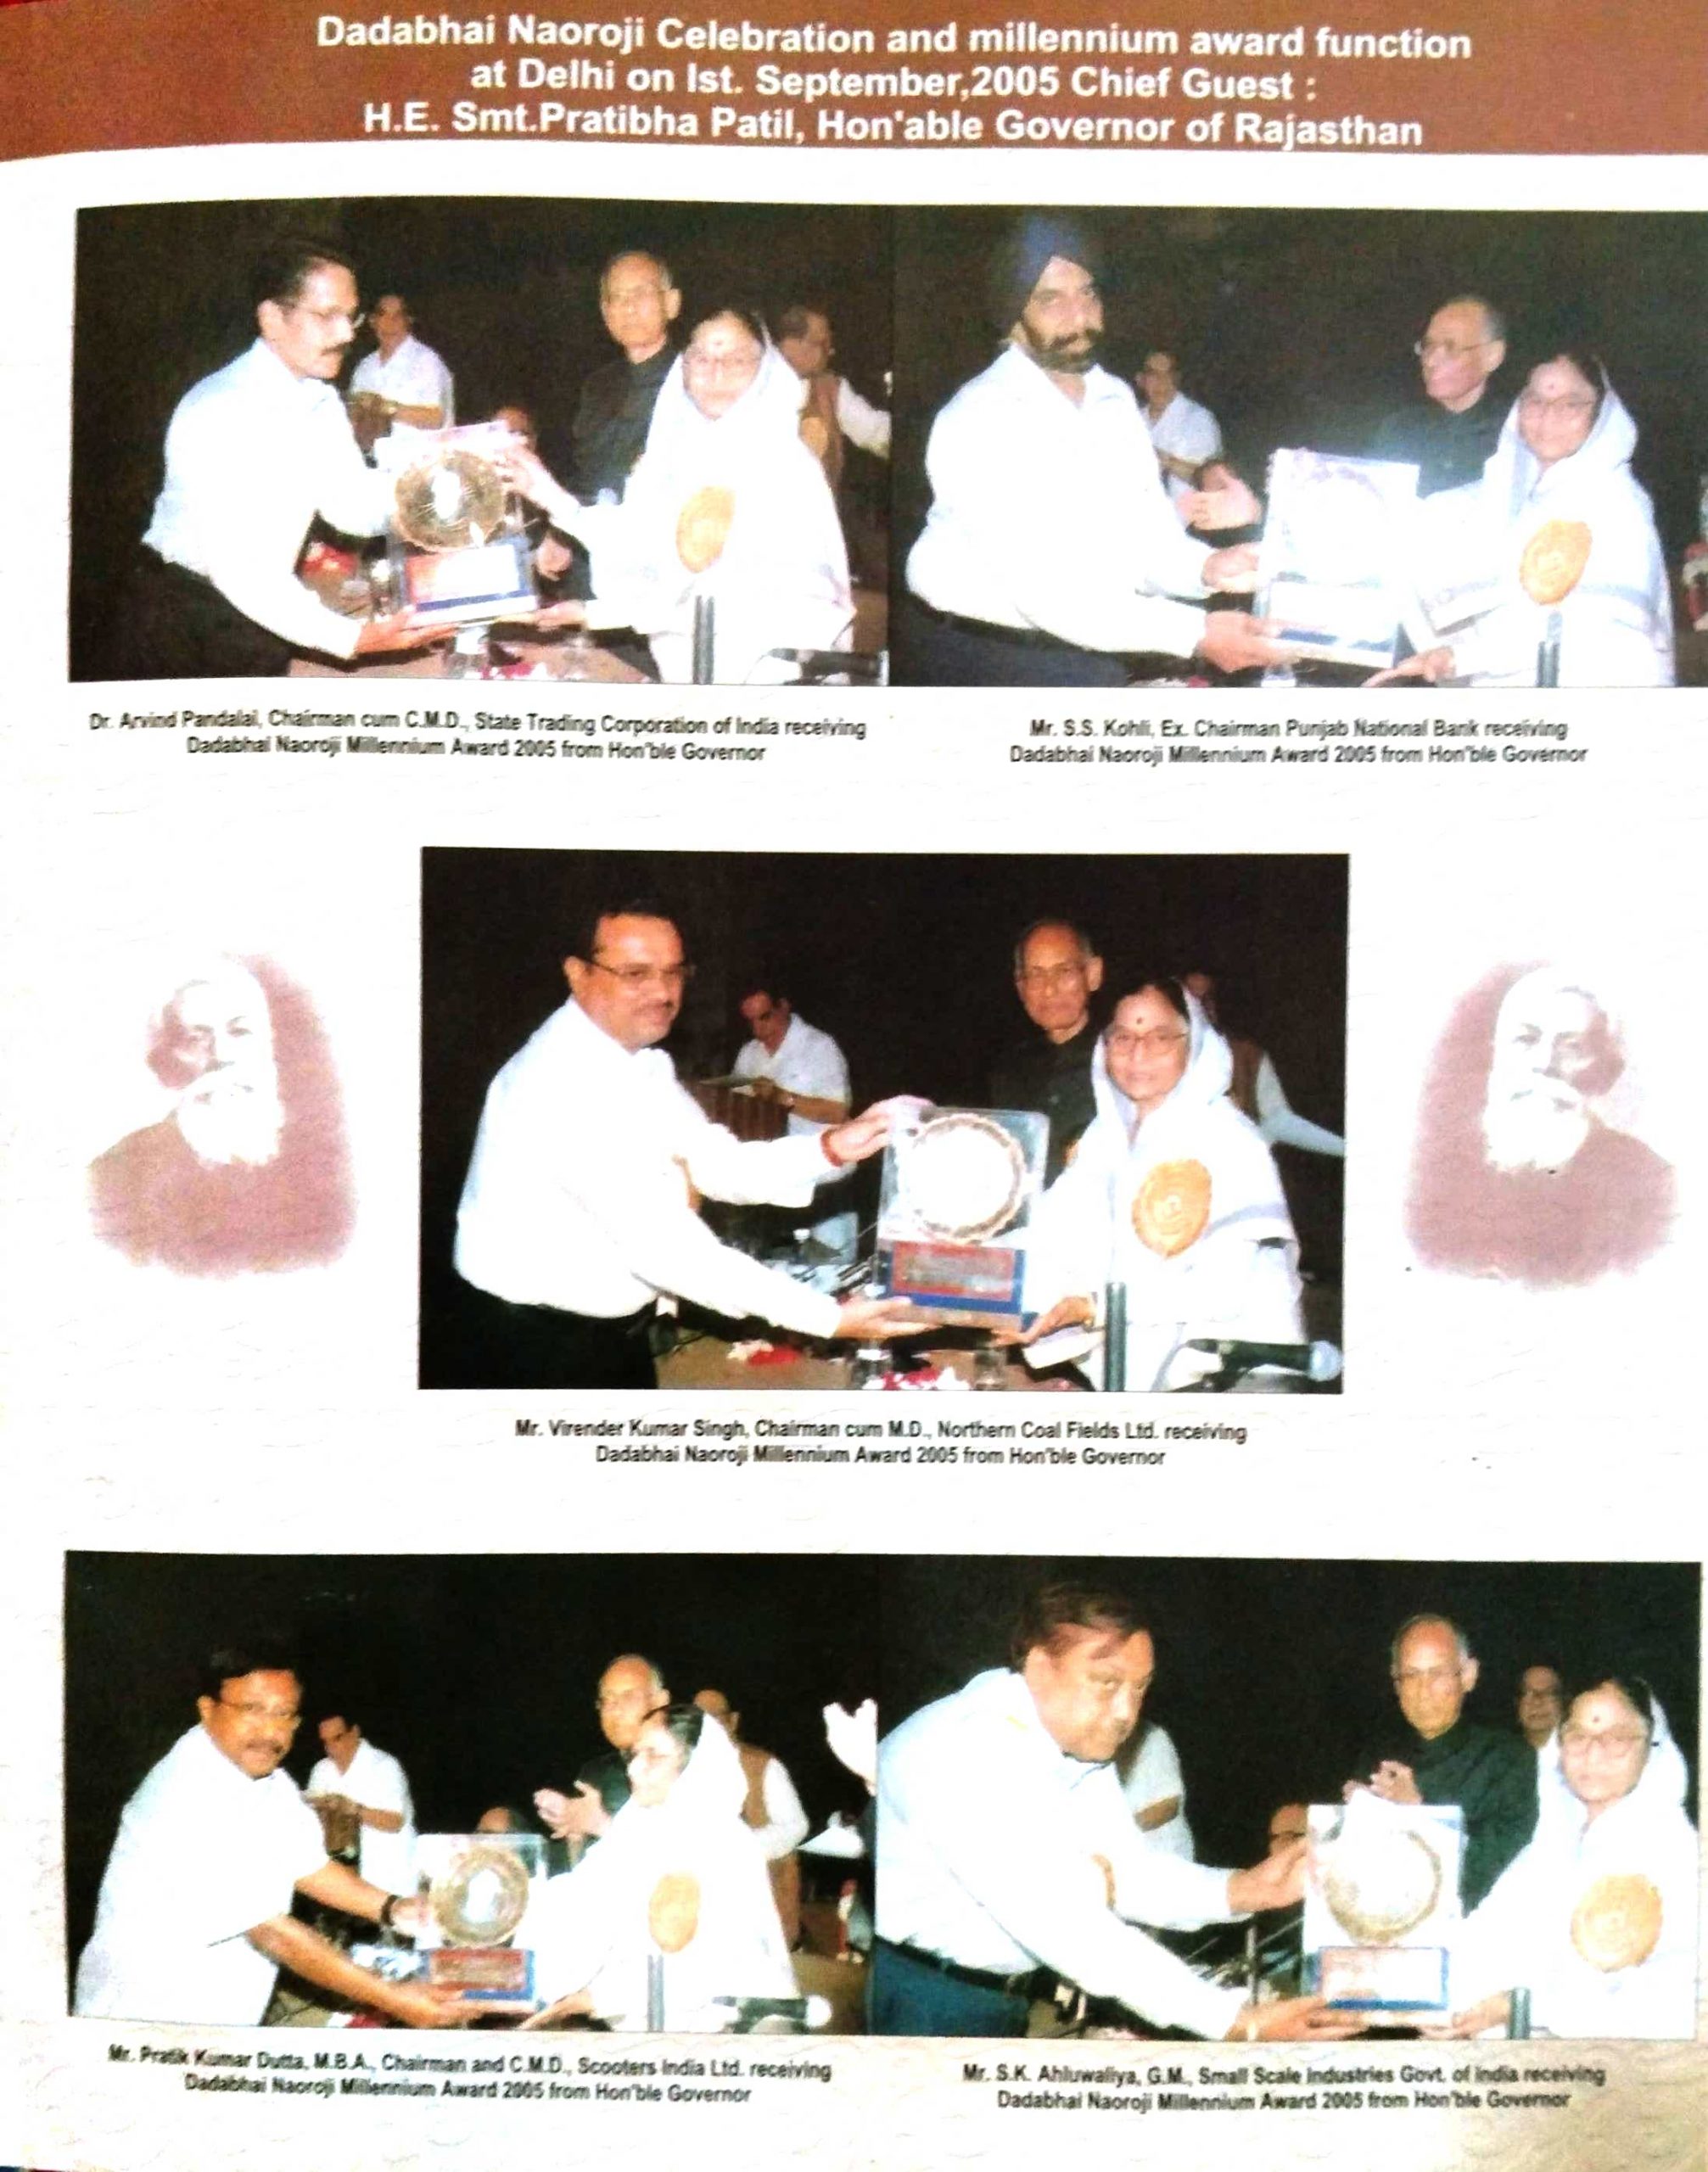 Dadabhai Naoroji Celebration and millennium award function
at Delhi on Ist. September,2005 Chief Guest :
H.E. Smt.Pratibha Patil, Hon'able Governor of Rajasthan
Dr. Arvind Pandalai, Chairman cum C.M.D., State Trading Corporation of India receiving
Dadabhai Naoroji Millennium Award 2005 from Hon'ble Governor
Mr. S.S. Kohli, Ex. Chairman Punjab National Bank receiving
Dadabhai Naoroji Millennium Award 2005 from Hon"ble Governor
Mr. Virender Kumar Singh, Chairman cum M.D., Northern Coal Fields Ltd. receiving
Dadabhai Naoroji Millennium Award 2005 from Hon'ble Governor
Mr. Pratik Kumar Dutta, M.B.A., Chairman and C.M.D., Scooters India Ltd. receiving
Dadabhai Naoroji Millennium Award 2005 from Hon'ble Governor
Mr. S.K. Ahluwaliya, G.M., Small Scale Industries Govt. of India receiving
Dadabhai Naoroji Millennium Award 2005 from Hon'ble Governor